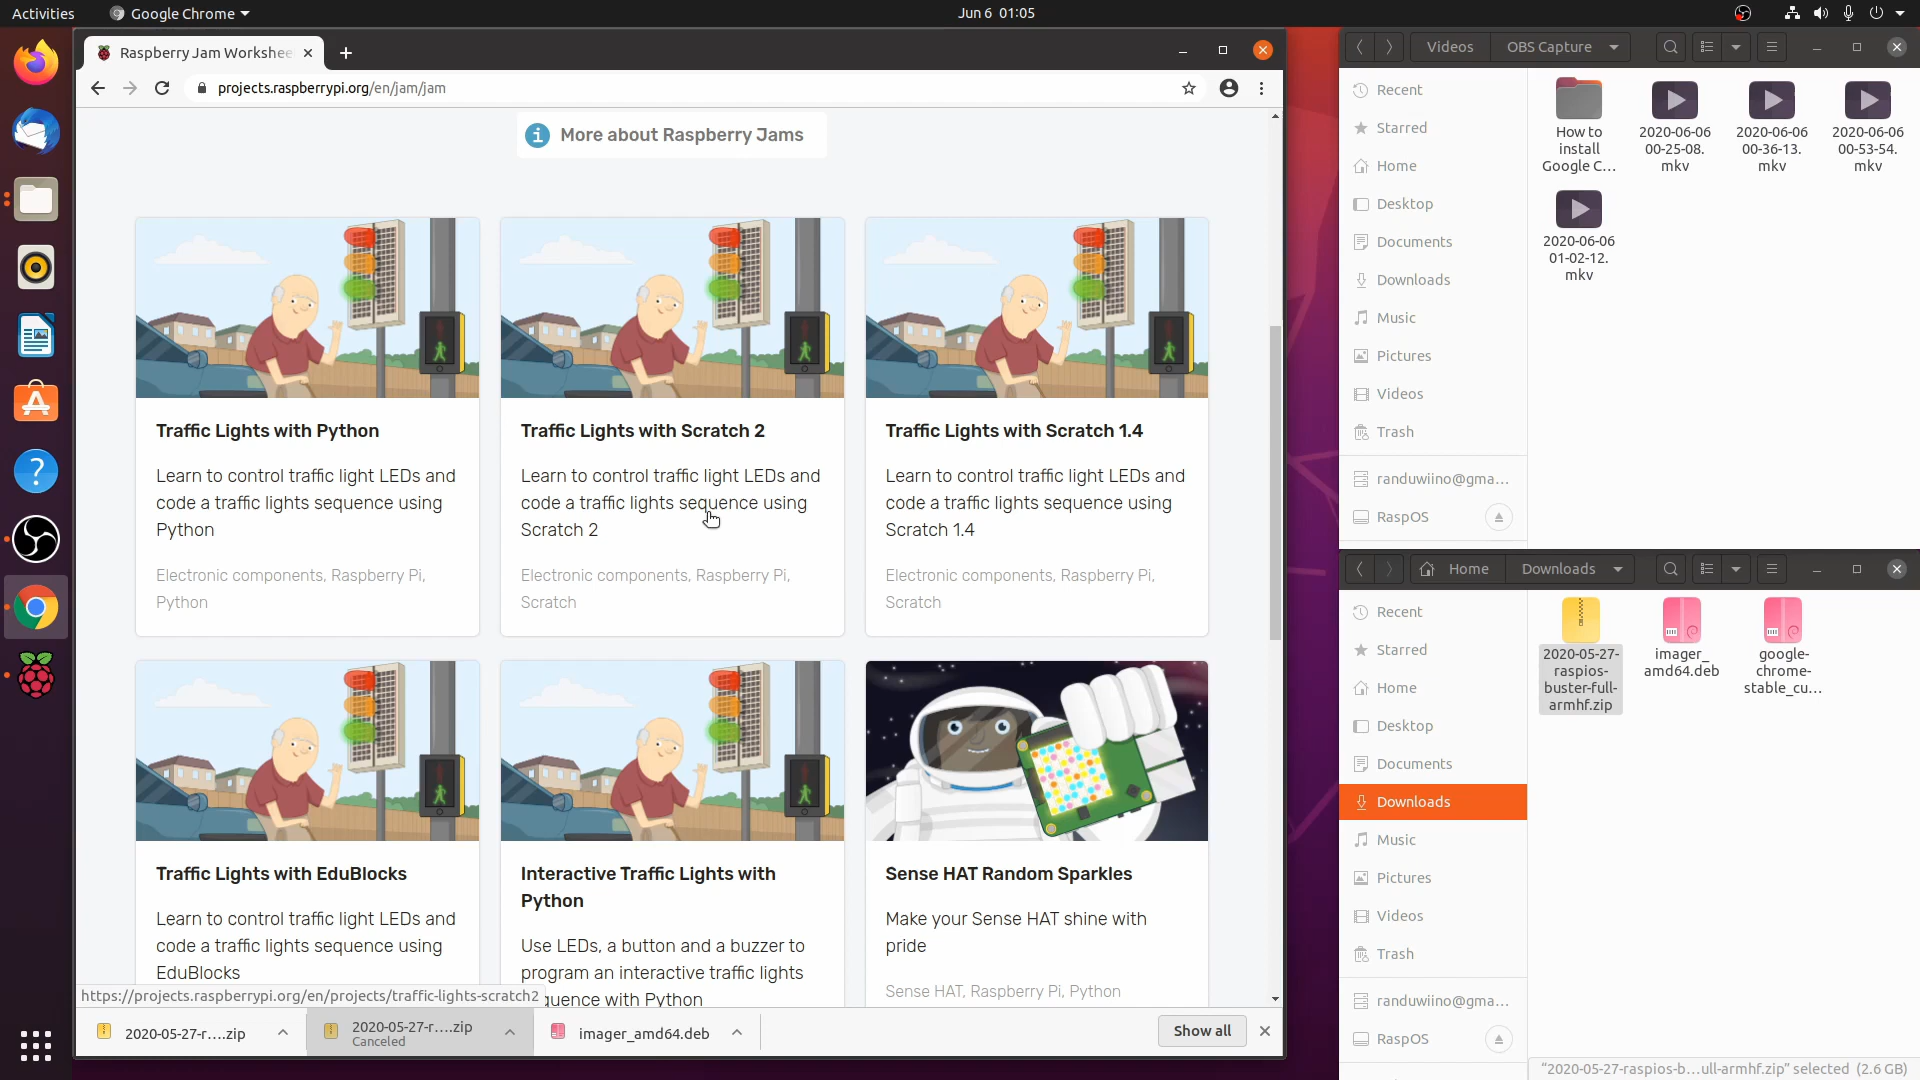 Activities
Google Chrome
Jun 6 01:05
Raspberry Jam Workshee
projects.raspberrypi.org/en/jam/jam
More about Raspberry Jams
Traffic Lights with Python
Learn to control traffic light LEDs and
code a traffic lights sequence using
Python
Electronic components, Raspberry Pi,
Python
Traffic Lights with Scratch 2
Learn to control traffic light LEDs and
code a traffic lights sequence using
Scratch 2
Electronic components, Raspberry Pi,
Scratch
Traffic Lights with Scratch 1.4
Learn to control traffic light LEDs and
code a traffic lights sequence using
Scratch 1.4
Electronic components, Raspberry Pi,
Scratch
Traffic Lights with EduBlocks
Learn to control traffic light LEDs and
code a traffic lights sequence using
EduBlocks
Interactive Traffic Lights with
Python
Use LEDs, a button and a buzzer to
program an interactive traffic lights
quence with Python
Sense HAT Random Sparkles
Make your Sense HAT shine with
pride
Sense HAT, Raspberry Pi, Python
https://projects.raspberrypi.org/en/projects/traffic-lights-scratch2
2020-05-27-r....zip
2020-05-27-r....zip
Canceled
imager_amd64.deb
Show all
Videos
OBS Capture
Recent
Starred
Home
Desktop
Documents
Downloads
Music
Pictures
Videos
Trash
randuwiino@gma...
RaspOS
How to
install
Google C...
2020-06-06
00-25-08.
mkv
2020-06-06
00-36-13.
mkv
2020-06-06
00-53-54.
mkv
2020-06-06
01-02-12.
mkv
Home
Downloads
Recent
Starred
Home
Desktop
Documents
Downloads
Music
Pictures
Videos
Trash
randuwiino@gma...
RaspOS
2020-05-27-
raspios-
buster-full-
armhf.zip
imager_
amd64.deb
google-
chrome-
stable_cu...
"2020-05-27-raspios-b...ull-armhf.zip" selected (2.6 GB)